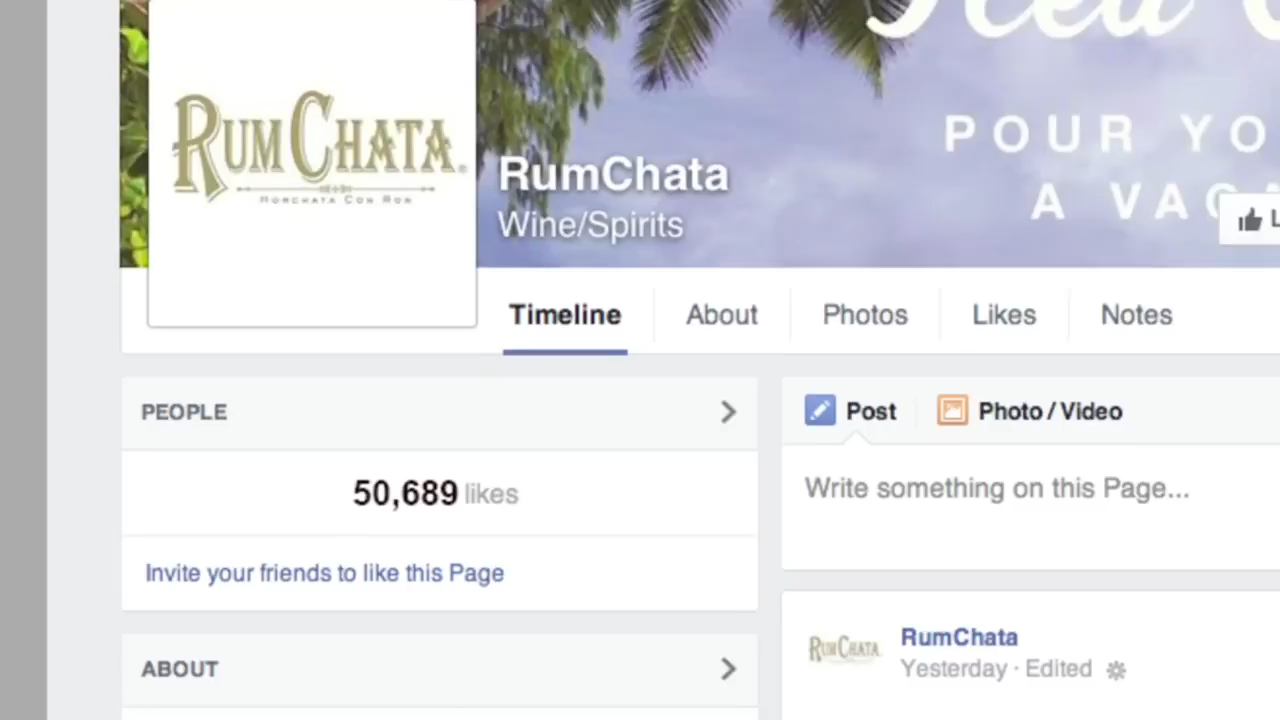 Iced
POUR YO
A VACA
RUMCHATA
HORCHATA CON RON
RumChata
Wine/Spirits
L
Timeline
About
Photos
Likes
Notes
PEOPLE
50,689 likes
Invite your friends to like this Page
ABOUT
Post
Photo / Video
Write something on this Page...
RUMCHATA
RumChata
Yesterday · Edited